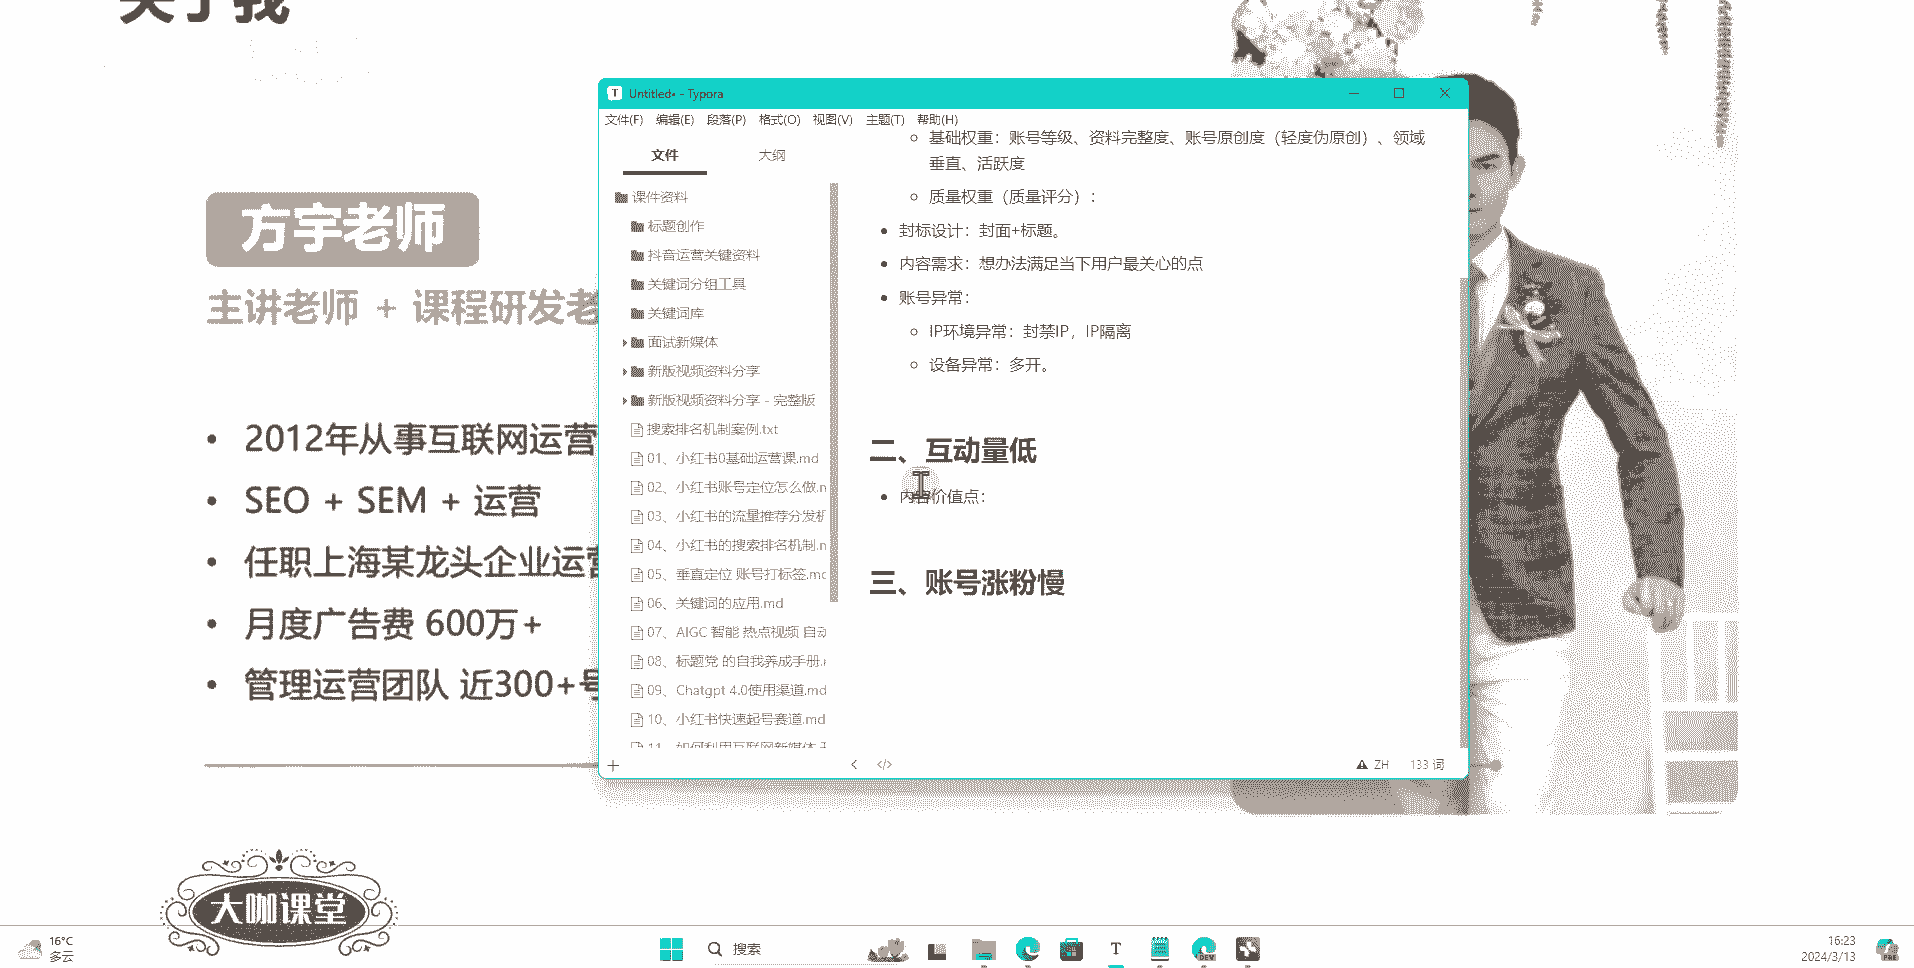 关于我
方宇老师
主讲老师 + 课程研发老
• 2012年从事互联网运营
• SEO + SEM + 运营
• 任职上海某龙头企业运营
• 月度广告费 600万+
• 管理运营团队 近300+号
大咖课堂
Untitled• - Typora
文件(F) 编辑(E) 段落(P) 格式(O) 视图(V) 主题(T) 帮助(H)
文件 大纲
课件资料
标题创作
抖音运营关键资料
关键词分组工具
关键词库
面试新媒体
新版视频资料分享
新版视频资料分享 - 完整版
搜索排名机制案例.txt
01、小红书0基础运营课.md
02、小红书账号定位怎么做.n
03、小红书的流量推荐分发机
04、小红书的搜索排名机制.n
05、垂直定位 账号打标签.mc
06、关键词的应用.md
07、AIGC 智能 热点视频 自动
08、标题党 的自我养成手册.
09、Chatgpt 4.0使用渠道.md
10、小红书快速起号赛道.md
11、如何利用互联网新媒体
基础权重：账号等级、资料完整度、账号原创度（轻度伪原创）、领域
垂直、活跃度
质量权重（质量评分）：
• 封标设计：封面+标题。
• 内容需求：想办法满足当下用户最关心的点
• 账号异常：
IP环境异常：封禁IP，IP隔离
设备异常：多开。
二、互动量低
• 内容价值点：
三、账号涨粉慢
ZH 133 词
16°C
多云
搜索
T
DEV
16:23
2024/3/13
PRE